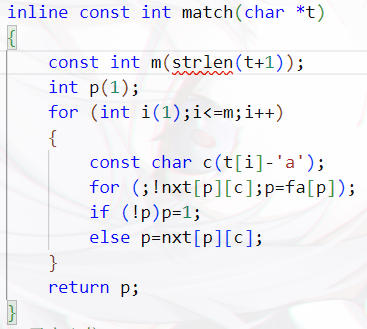 inline const int match(char *t)
{
    const int m(strlen(t+1));
    int p(1);
    for (int i(1);i<=m;i++)
    {
        const char c(t[i]-'a');
        for (;!nxt[p][c];p=fa[p]);
        if (!p)p=1;
        else p=nxt[p][c];
    }
    return p;
}